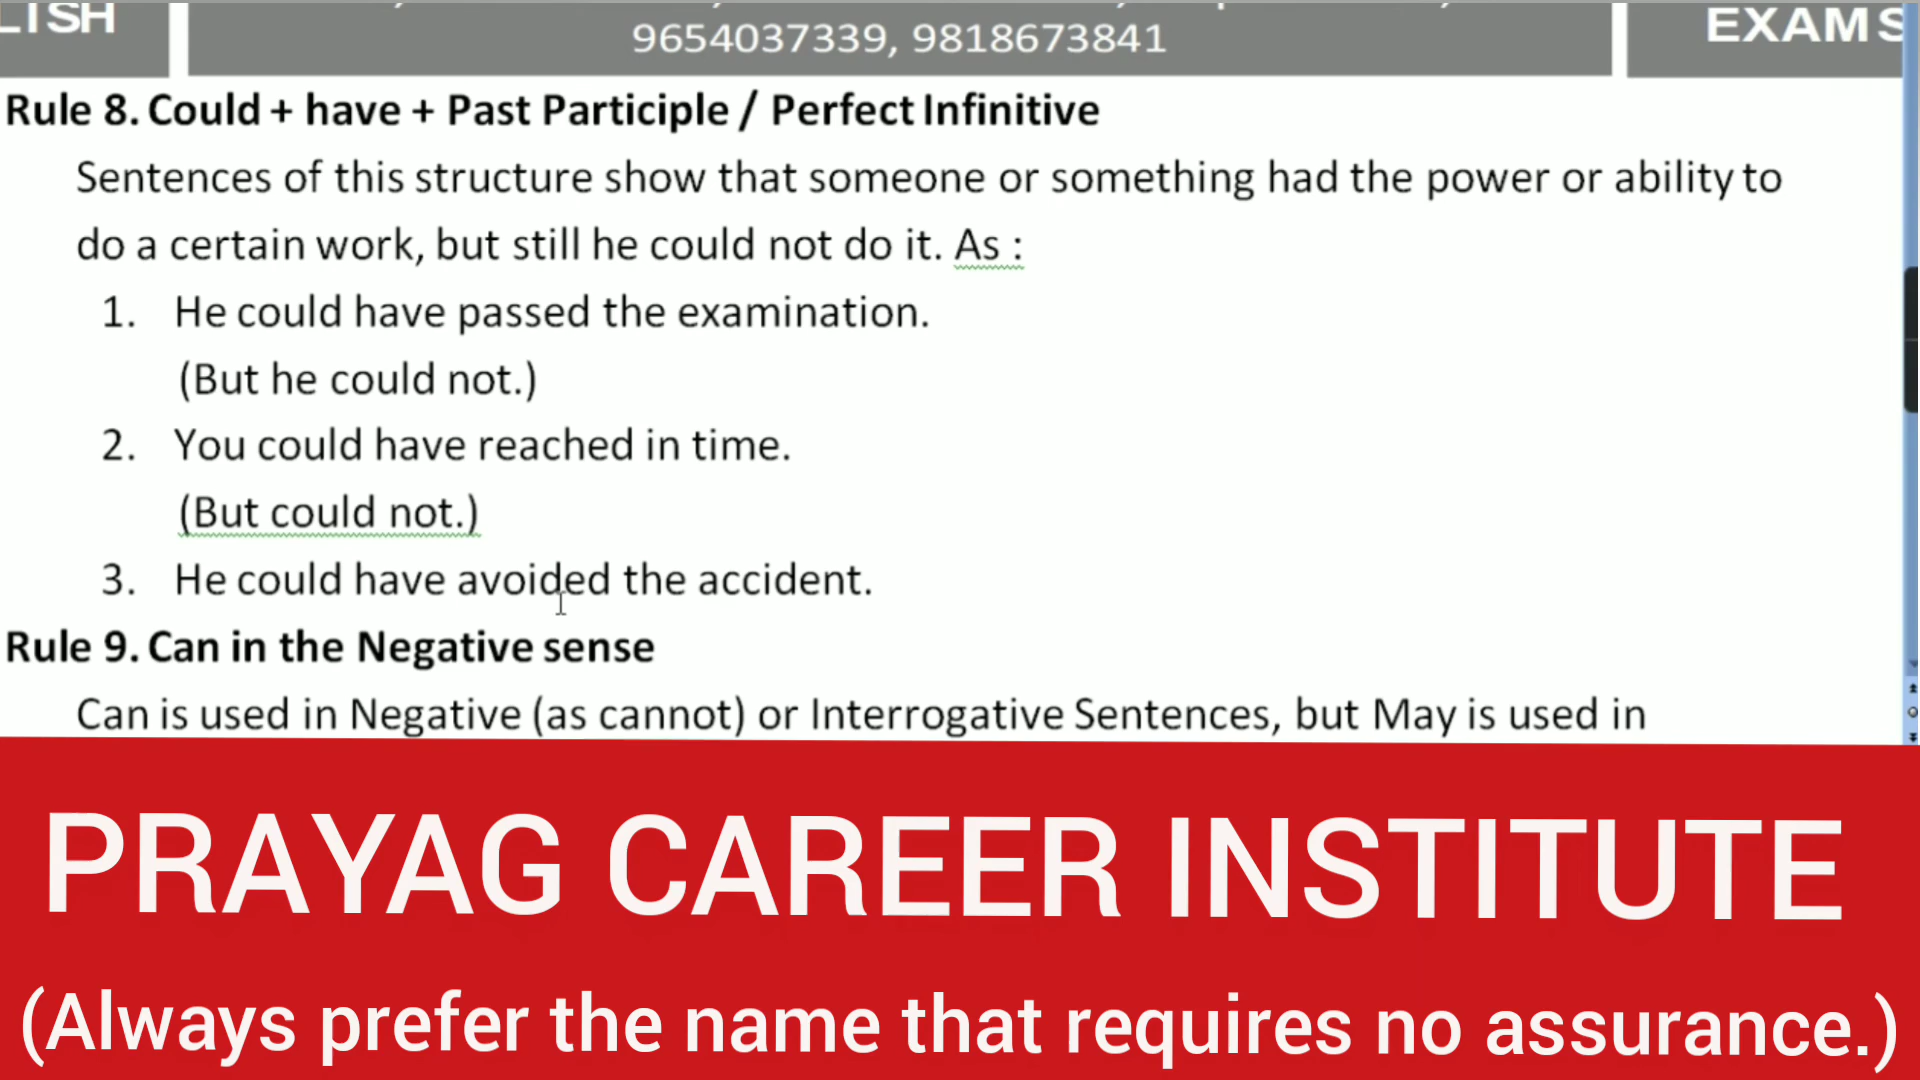 9654037339, 9818673841
EXAMS
Rule 8. Could + have + Past Participle / Perfect Infinitive
Sentences of this structure show that someone or something had the power or ability to
do a certain work, but still he could not do it. As :
1. He could have passed the examination.
(But he could not.)
2. You could have reached in time.
(But could not.)
3. He could have avoided the accident.
Rule 9. Can in the Negative sense
Can is used in Negative (as cannot) or Interrogative Sentences, but May is used in
PRAYAG CAREER INSTITUTE
(Always prefer the name that requires no assurance.)